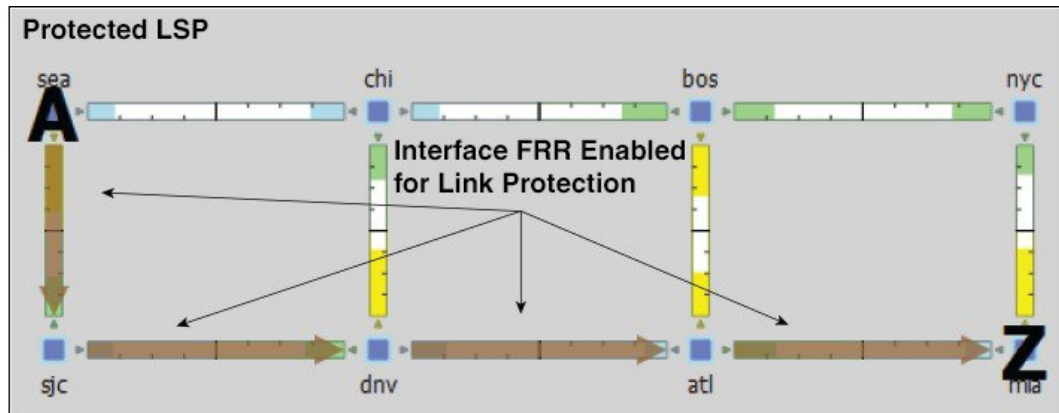 Protected LSP
sea chi bos nyc
A
Interface FRR Enabled
for Link Protection
Z
sjc dnv atl mia